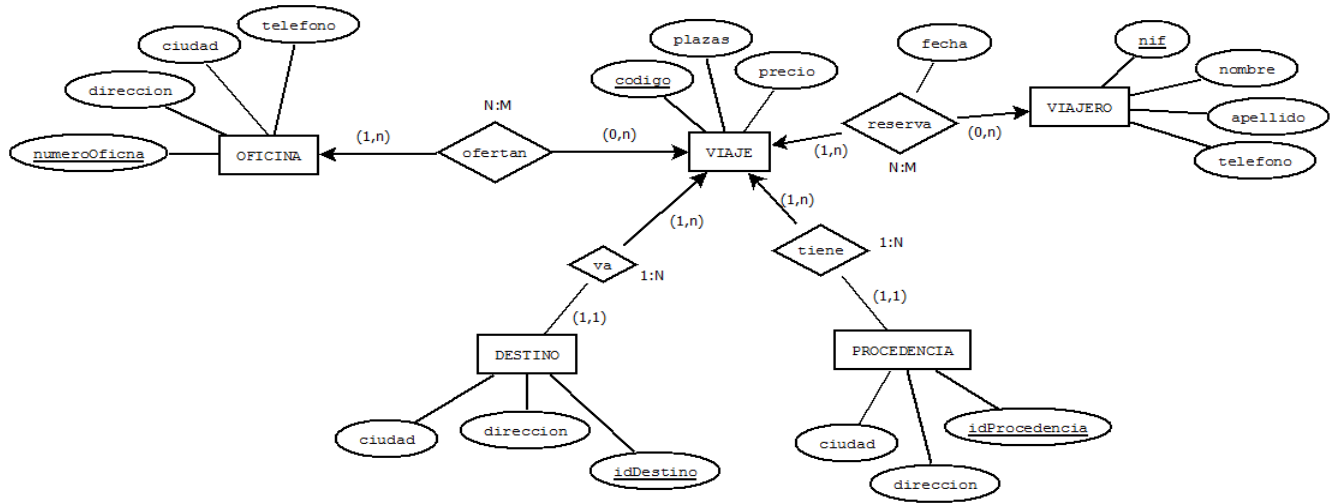 telefono
ciudad
direccion
numeroOficna
OFICINA
(1,n)
N:M
ofertan
(0,n)
plazas
codigo
precio
VIAJE
fecha
reserva
(1,n)
N:M
(0,n)
nif
nombre
VIAJERO
apellido
telefono
(1,n)
va
1:N
(1,1)
DESTINO
ciudad
direccion
idDestino
(1,n)
tiene
1:N
(1,1)
PROCEDENCIA
ciudad
idProcedencia
direccion